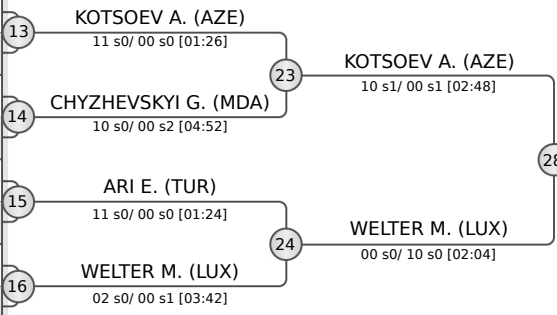 13
KOTSOEV A. (AZE)
11 s0/ 00 s0 [01:26]
23
KOTSOEV A. (AZE)
10 s1/ 00 s1 [02:48]
14
CHYZHEVSKYI G. (MDA)
10 s0/ 00 s2 [04:52]
28
15
ARI E. (TUR)
11 s0/ 00 s0 [01:24]
24
WELTER M. (LUX)
00 s0/ 10 s0 [02:04]
16
WELTER M. (LUX)
02 s0/ 00 s1 [03:42]